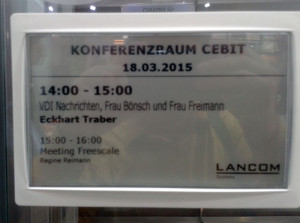 KONFERENZRAUM CEBIT
18.03.2015
14:00 - 15:00
VDI Nachrichten, Frau Bönsch und Frau Freimann
Eckhart Traber
15:00 - 16:00
Meeting Freescale
Regine Reimann
LANCOM
Systems